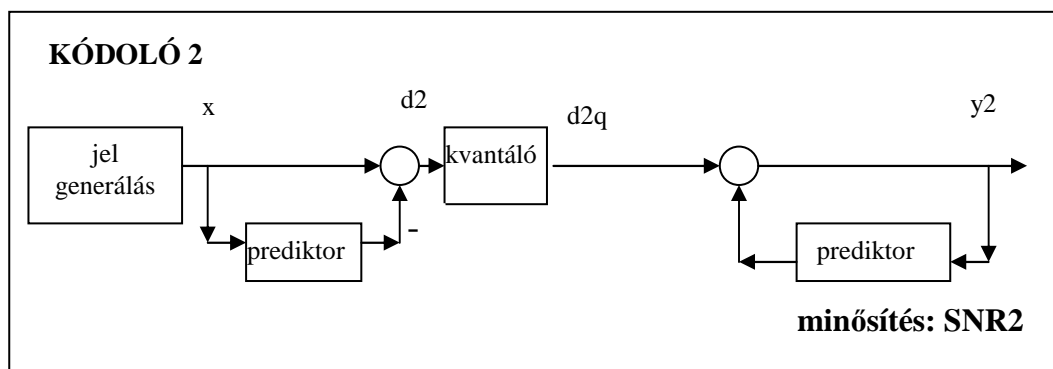 KÓDOLÓ 2
x
d2
d2q
y2
jel
generálás
kvantáló
-
prediktor
prediktor
minősítés: SNR2